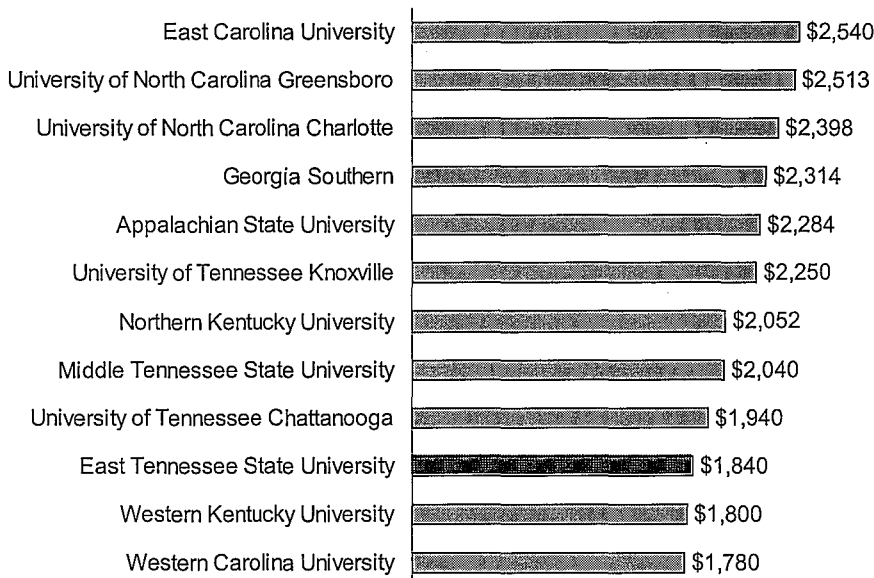 East Carolina University $2,540
University of North Carolina Greensboro $2,513
University of North Carolina Charlotte $2,398
Georgia Southern $2,314
Appalachian State University $2,284
University of Tennessee Knoxville $2,250
Northern Kentucky University $2,052
Middle Tennessee State University $2,040
University of Tennessee Chattanooga $1,940
East Tennessee State University $1,840
Western Kentucky University $1,800
Western Carolina University $1,780